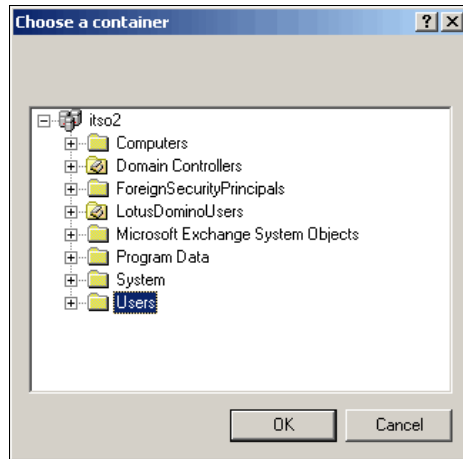 Choose a container
itso2
Computers
Domain Controllers
ForeignSecurityPrincipals
LotusDominoUsers
Microsoft Exchange System Objects
Program Data
System
Users
OK Cancel